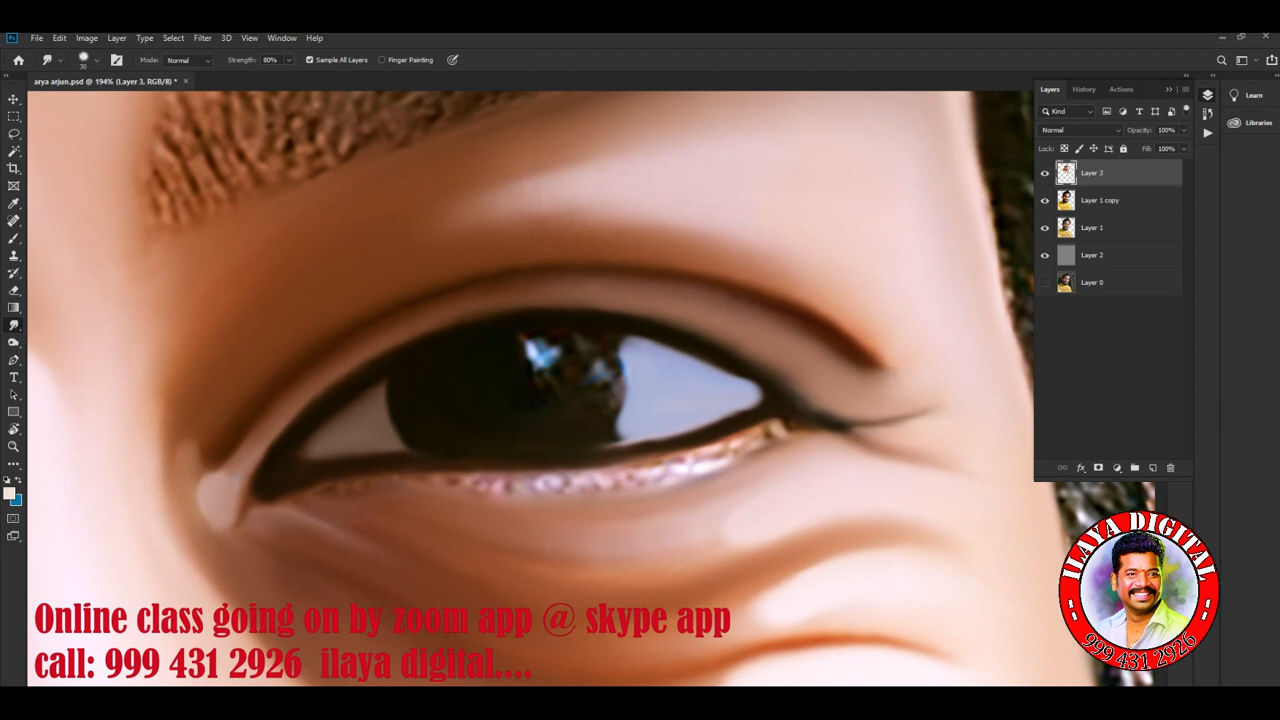 File Edit Image Layer Type Select Filter 3D View Window Help
30 Mode: Normal Strength: 80% Sample All Layers Finger Painting
arya arjun.psd @ 194% (Layer 3, RGB/8) * ×
Layers History Actions
Learn
Libraries
Kind
Normal Opacity: 100%
Lock: Fill: 100%
Layer 3
Layer 1 copy
Layer 1
Layer 2
Layer 0
Online class going on by zoom app @ skype app
call: 999 431 2926 ilaya digital....
ILAYA DIGITAL
999 431 2926